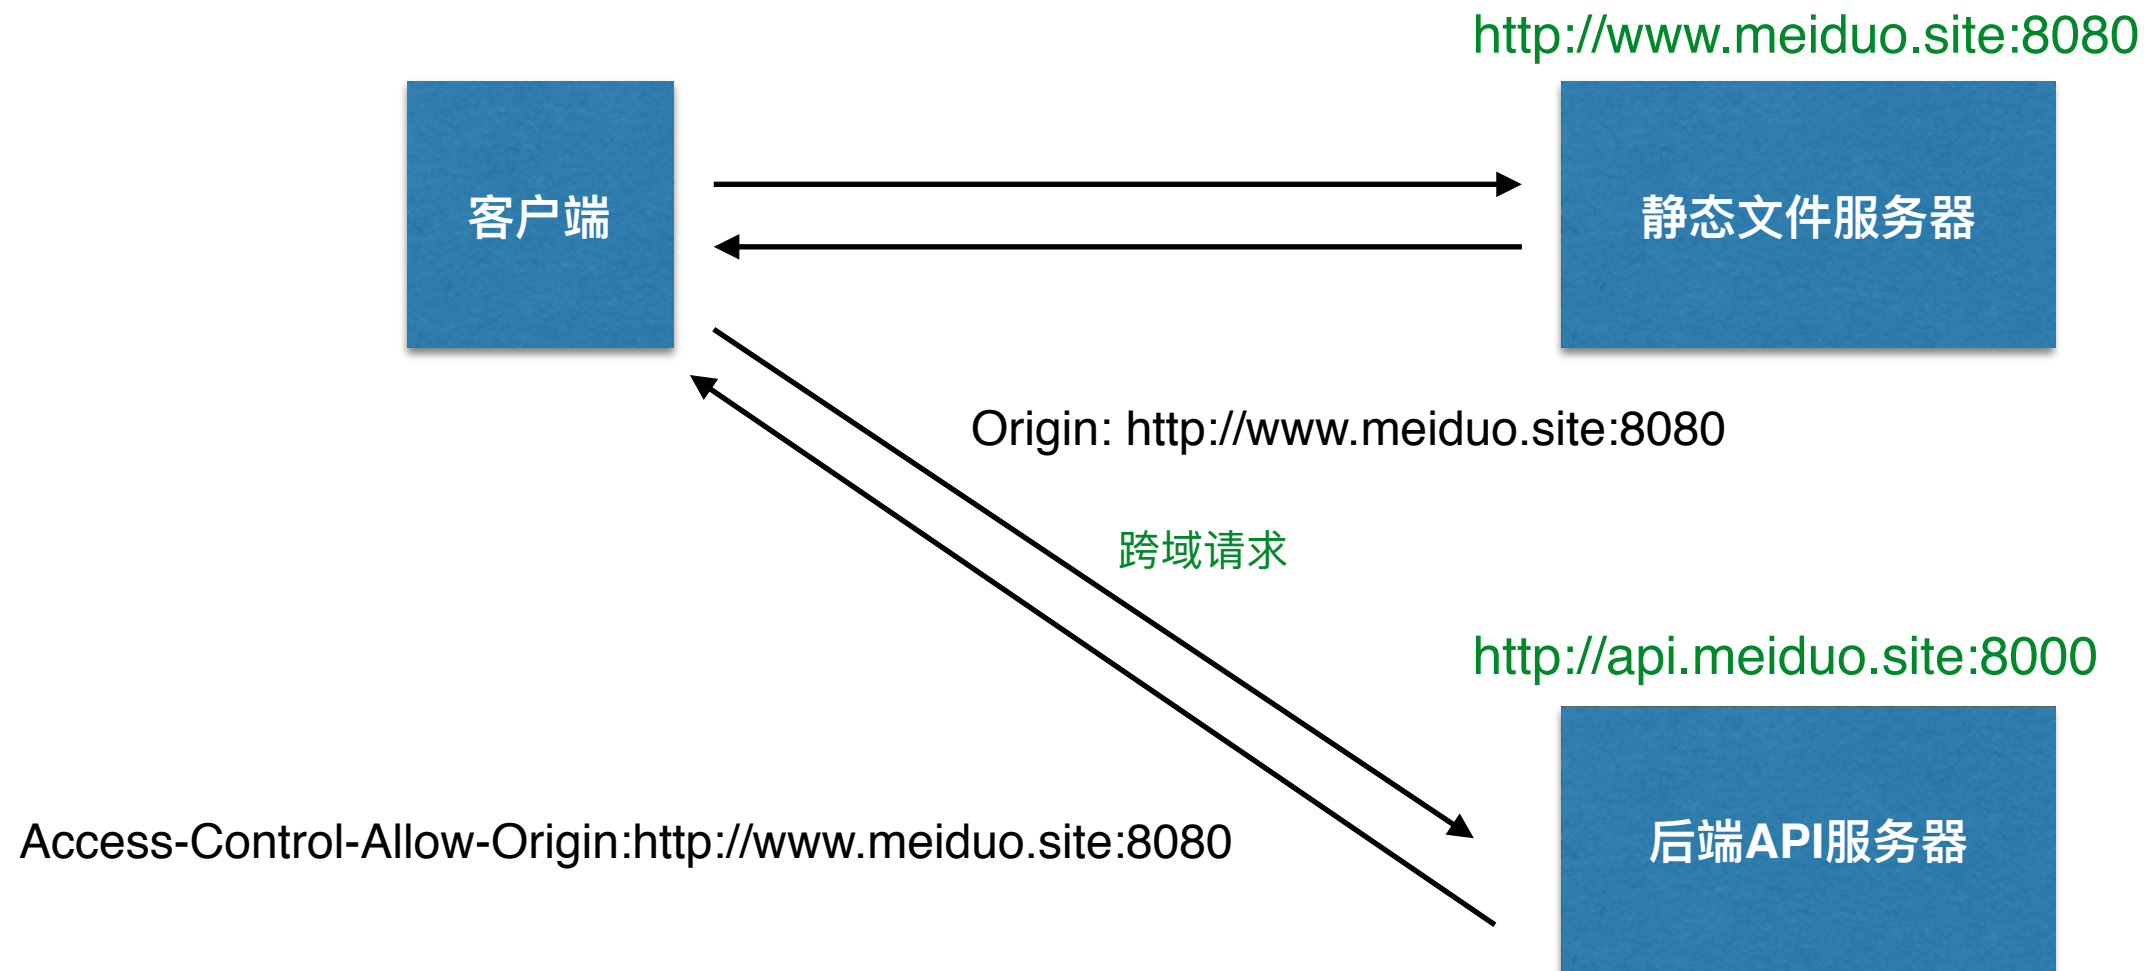 http://www.meiduo.site:8080
客户端
静态文件服务器
Origin: http://www.meiduo.site:8080
跨域请求
http://api.meiduo.site:8000
Access-Control-Allow-Origin:http://www.meiduo.site:8080
后端API服务器